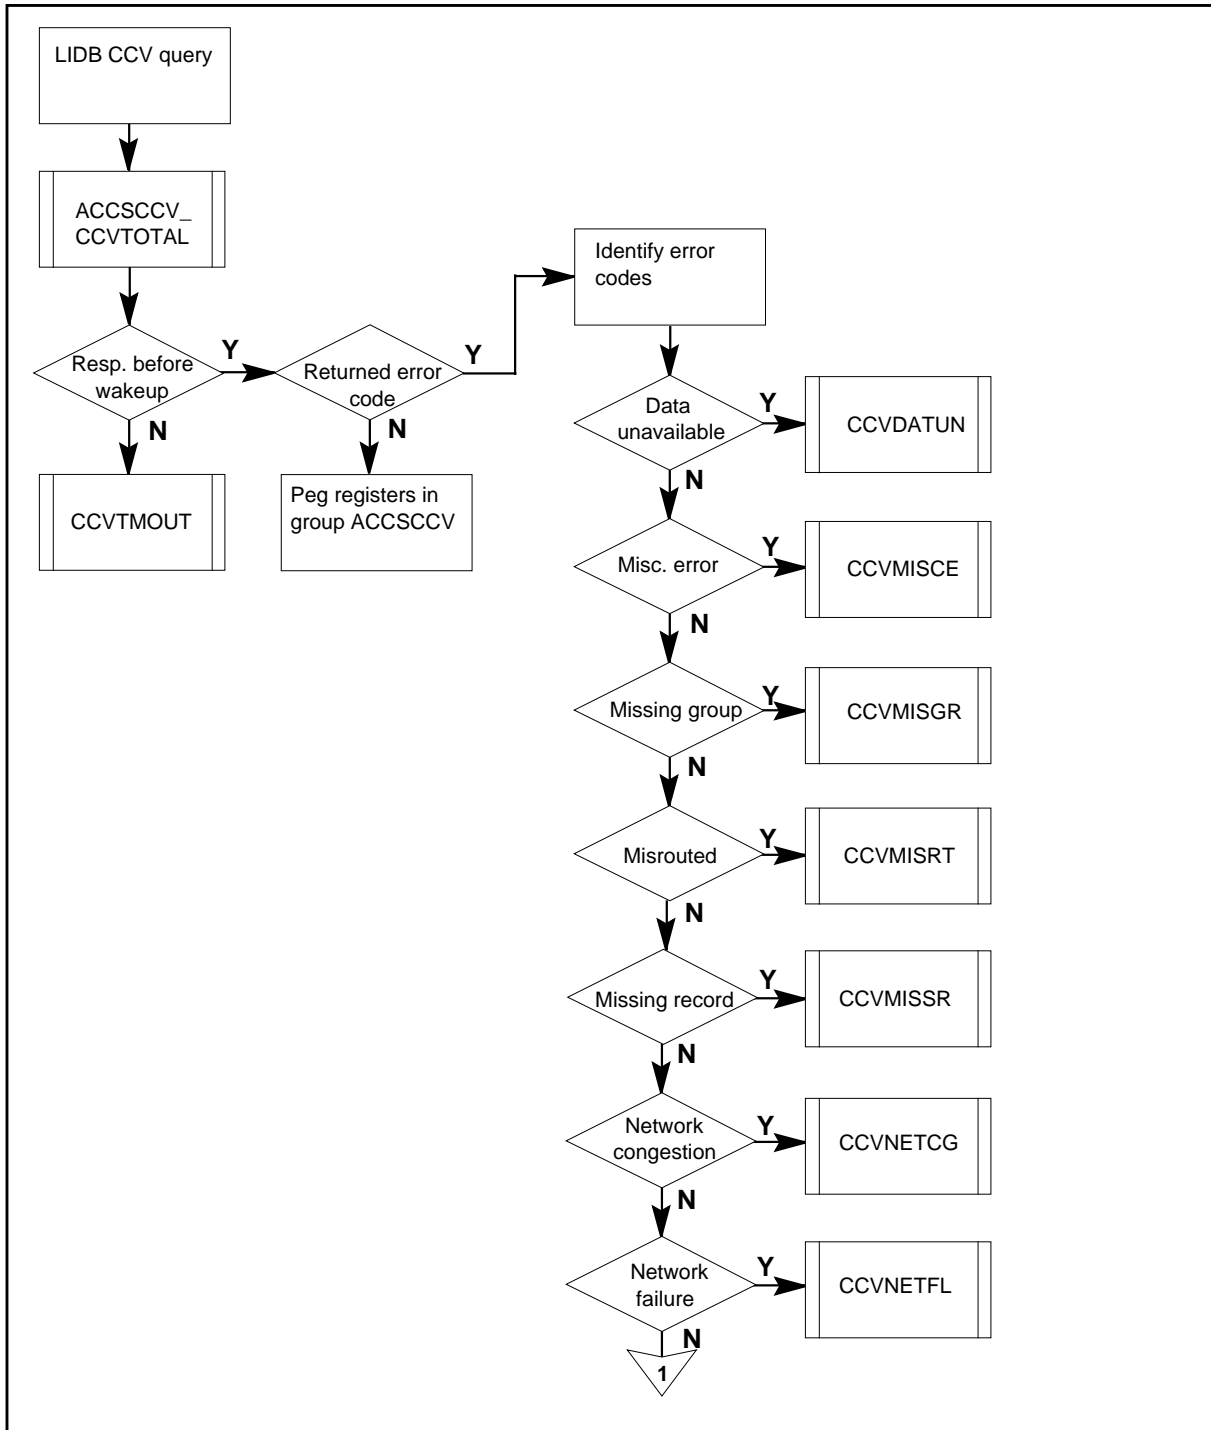 LIDB CCV query
ACCSCCV_
CCVTOTAL
Resp. before
wakeup
Y
N
CCVTMOUT
Returned error
code
Y
N
Peg registers in
group ACCSCCV
Identify error
codes
Data
unavailable
Y
CCVDATUN
N
Misc. error
Y
CCVMISCE
N
Missing group
Y
CCVMISGR
N
Misrouted
Y
CCVMISRT
N
Missing record
Y
CCVMISSR
N
Network
congestion
Y
CCVNETCG
N
Network
failure
Y
CCVNETFL
N
1